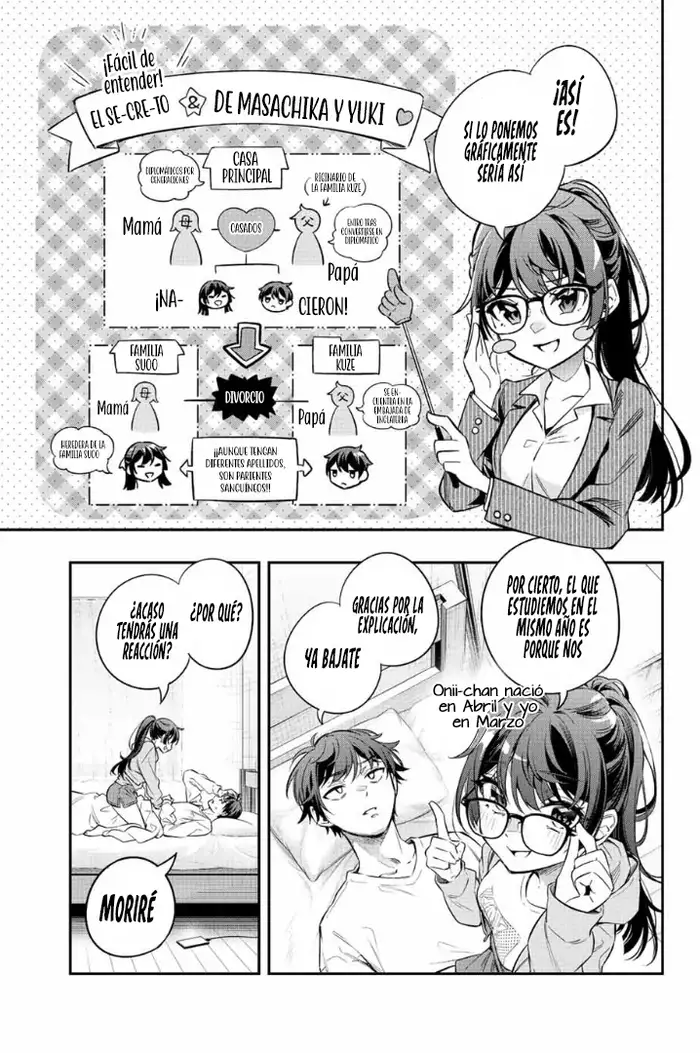 ¡ASÍ
ES!
SI LO PONEMOS
GRÁFICAMENTE
SERÍA ASÍ
¡Fácil de
entender!
EL SE-CRE-TO & DE MASACHIKA Y YUKI
CASA
PRINCIPAL
DIPLOMATICOS POR
GENERACIONES
RIGINARIO DE
LA FAMILIA KUZE
Mamá
CASADOS
ENTRO TRAS
CONVERTIRSE EN
DIPLOMATICO
Papá
¡NA-
CIERON!
FAMILIA
SUOO
FAMILIA
KUZE
Mamá
DIVORCIO
Papá
SE EN-
CUENTRA EN LA
EMBAJADA DE
INGLATERRA
HEREDERA DE LA
FAMILIA SUOO
¡¡AUNQUE TENGAN
DIFERENTES APELLIDOS,
SON PARIENTES
SANGUÍNEOS!!
POR CIERTO, EL QUE
ESTUDIEMOS EN EL
MISMO AÑO ES
PORQUE NOS
Onii-chan nació
en Abril y yo
en Marzo
GRACIAS POR LA
EXPLICACIÓN,
YA BAJATE
¿POR QUÉ?
¿ACASO
TENDRÁS UNA
REACCIÓN?
MORIRÉ